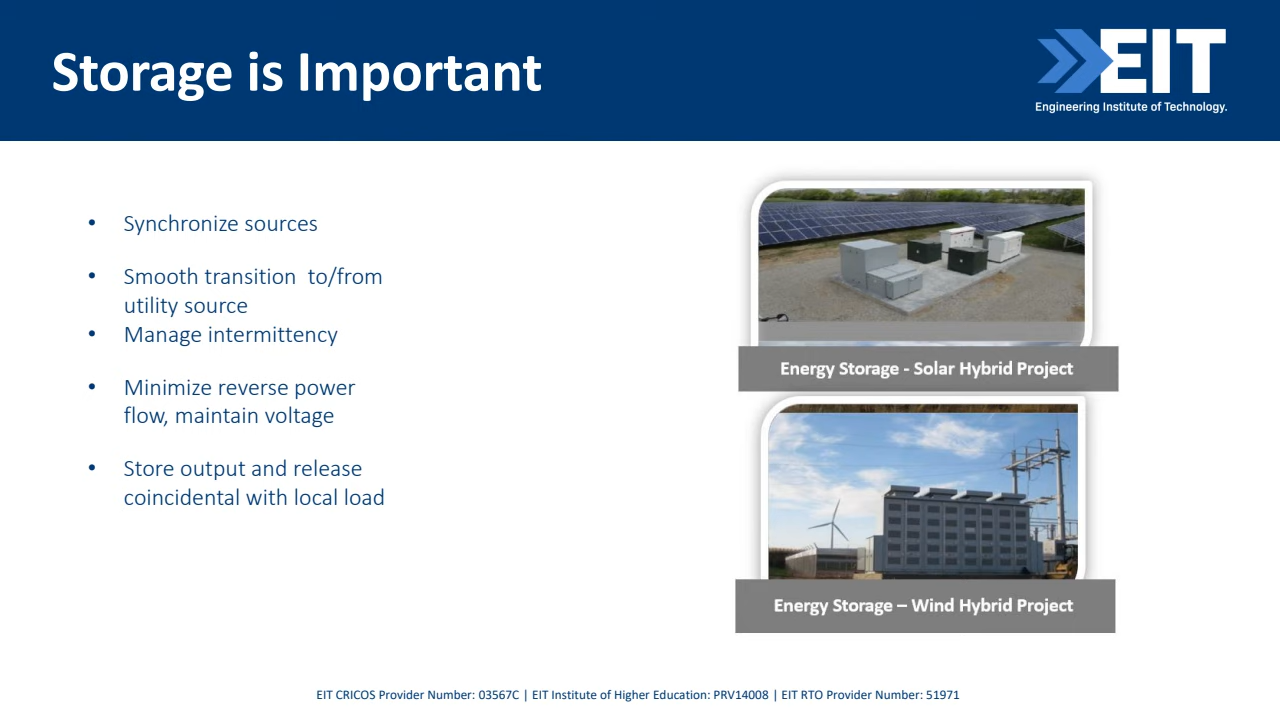 Storage is Important
EIT
Engineering Institute of Technology.
• Synchronize sources
• Smooth transition  to/from
utility source
• Manage intermittency
• Minimize reverse power
flow, maintain voltage
• Store output and release
coincidental with local load
Energy Storage - Solar Hybrid Project
Energy Storage – Wind Hybrid Project
EIT CRICOS Provider Number: 03567C | EIT Institute of Higher Education: PRV14008 | EIT RTO Provider Number: 51971